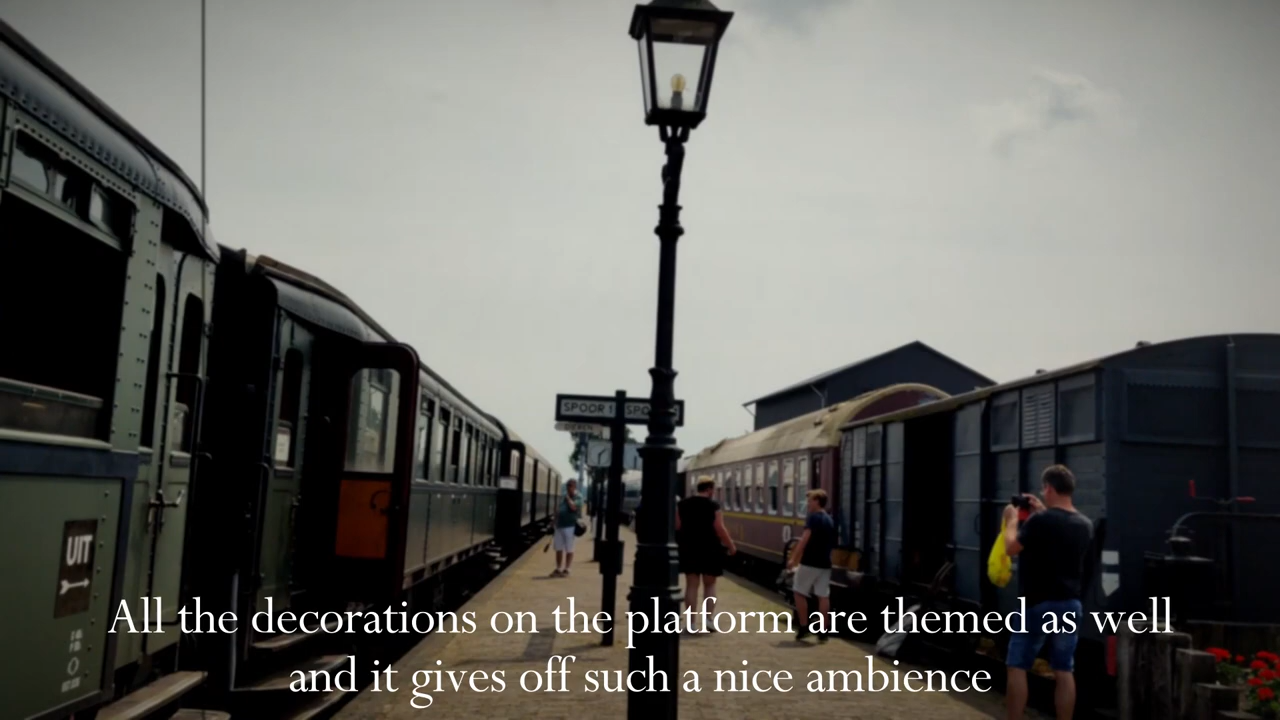 SPOOR 1
UIT
All the decorations on the platform are themed as well
and it gives off such a nice ambience